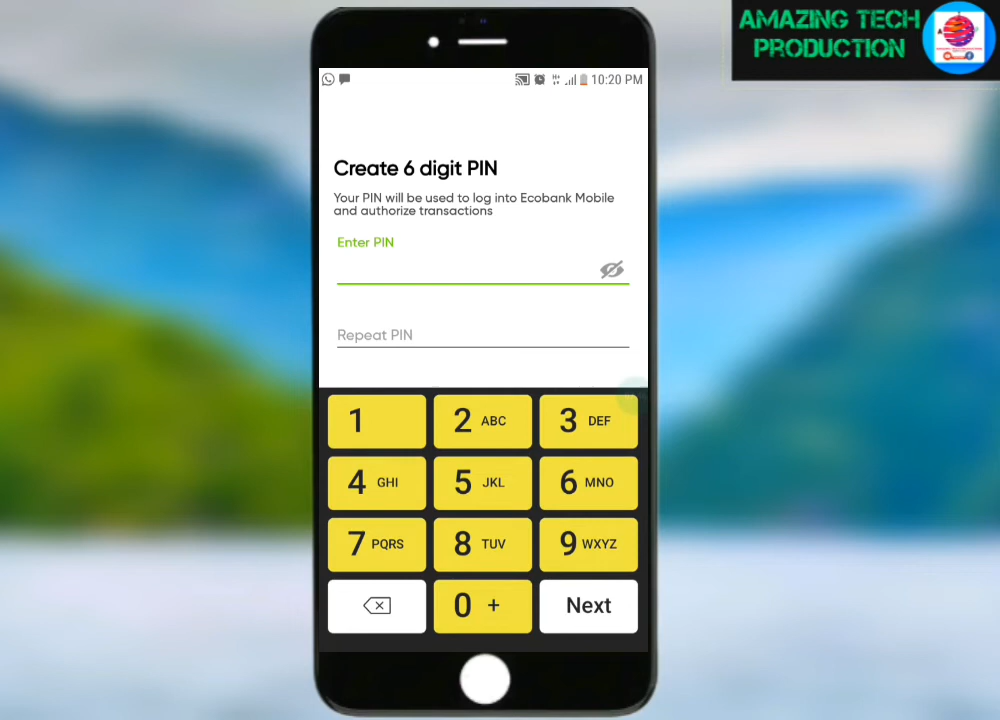 AMAZING TECH
PRODUCTION
10:20 PM
Create 6 digit PIN
Your PIN will be used to log into Ecobank Mobile
and authorize transactions
Enter PIN
Repeat PIN
1
2 ABC
3 DEF
4 GHI
5 JKL
6 MNO
7 PQRS
8 TUV
9 WXYZ
0 +
Next